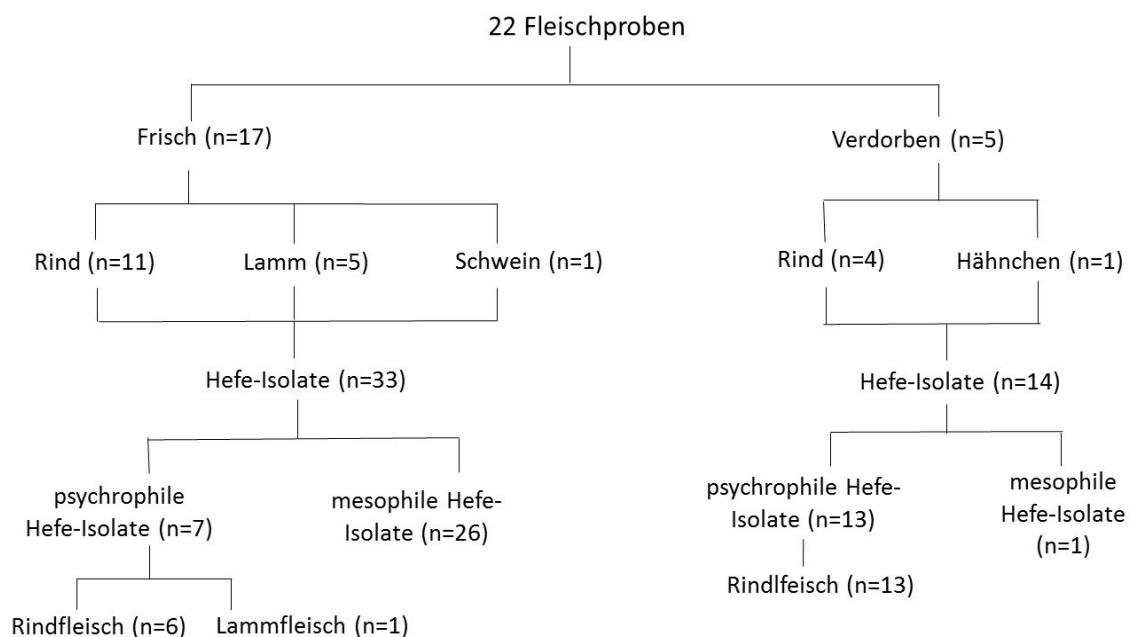 22 Fleischproben
Frisch (n=17)
Verdorben (n=5)
Rind (n=11)
Lamm (n=5)
Schwein (n=1)
Rind (n=4)
Hähnchen (n=1)
Hefe-Isolate (n=33)
Hefe-Isolate (n=14)
psychrophile
Hefe-Isolate (n=7)
mesophile Hefe-
Isolate (n=26)
psychrophile Hefe-
Isolate (n=13)
mesophile
Hefe-Isolate
(n=1)
Rindfleisch (n=6)
Lammfleisch (n=1)
Rindlfeisch (n=13)